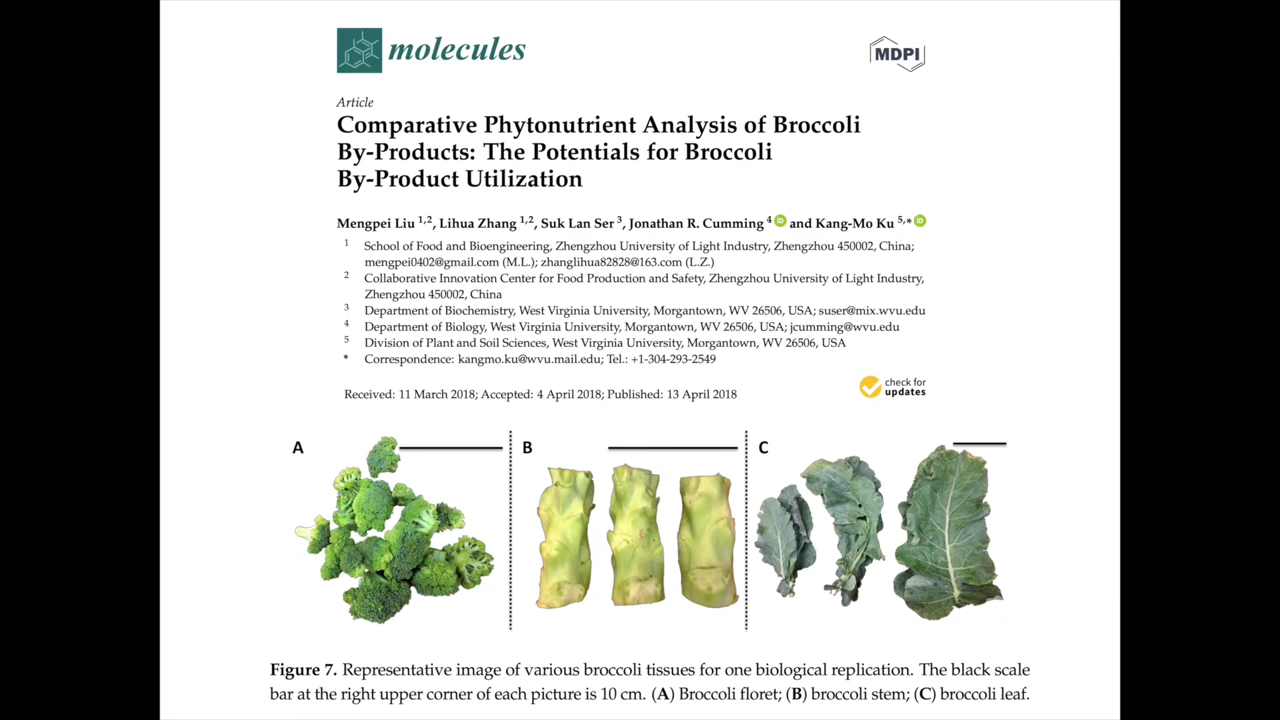 molecules
MDPI
Article
Comparative Phytonutrient Analysis of Broccoli
By-Products: The Potentials for Broccoli
By-Product Utilization
Mengpei Liu 1,2, Lihua Zhang 1,2, Suk Lan Ser 3, Jonathan R. Cumming 4 iD and Kang-Mo Ku 5,* iD
1 School of Food and Bioengineering, Zhengzhou University of Light Industry, Zhengzhou 450002, China;
mengpei0402@gmail.com (M.L.); zhanglihua82828@163.com (L.Z.)
2 Collaborative Innovation Center for Food Production and Safety, Zhengzhou University of Light Industry,
Zhengzhou 450002, China
3 Department of Biochemistry, West Virginia University, Morgantown, WV 26506, USA; suser@mix.wvu.edu
4 Department of Biology, West Virginia University, Morgantown, WV 26506, USA; jcumming@wvu.edu
5 Division of Plant and Soil Sciences, West Virginia University, Morgantown, WV 26506, USA
* Correspondence: kangmo.ku@wvu.mail.edu; Tel.: +1-304-293-2549
Received: 11 March 2018; Accepted: 4 April 2018; Published: 13 April 2018
check for
updates
A
B
C
Figure 7. Representative image of various broccoli tissues for one biological replication. The black scale
bar at the right upper corner of each picture is 10 cm. (A) Broccoli floret; (B) broccoli stem; (C) broccoli leaf.